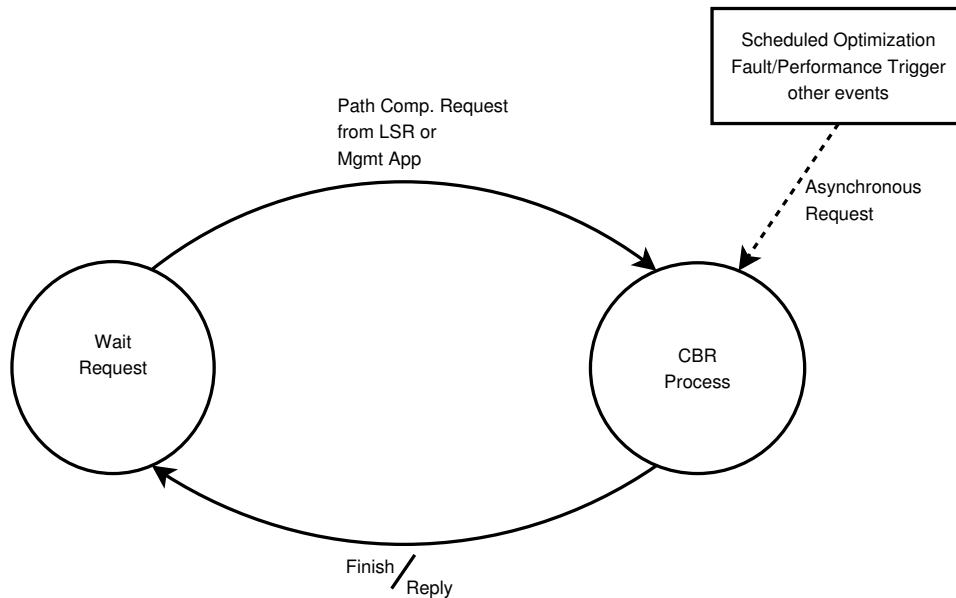 Scheduled Optimization
Fault/Performance Trigger
other events
Path Comp. Request
from LSR or
Mgmt App
Asynchronous
Request
Wait
Request
CBR
Process
Finish
Reply